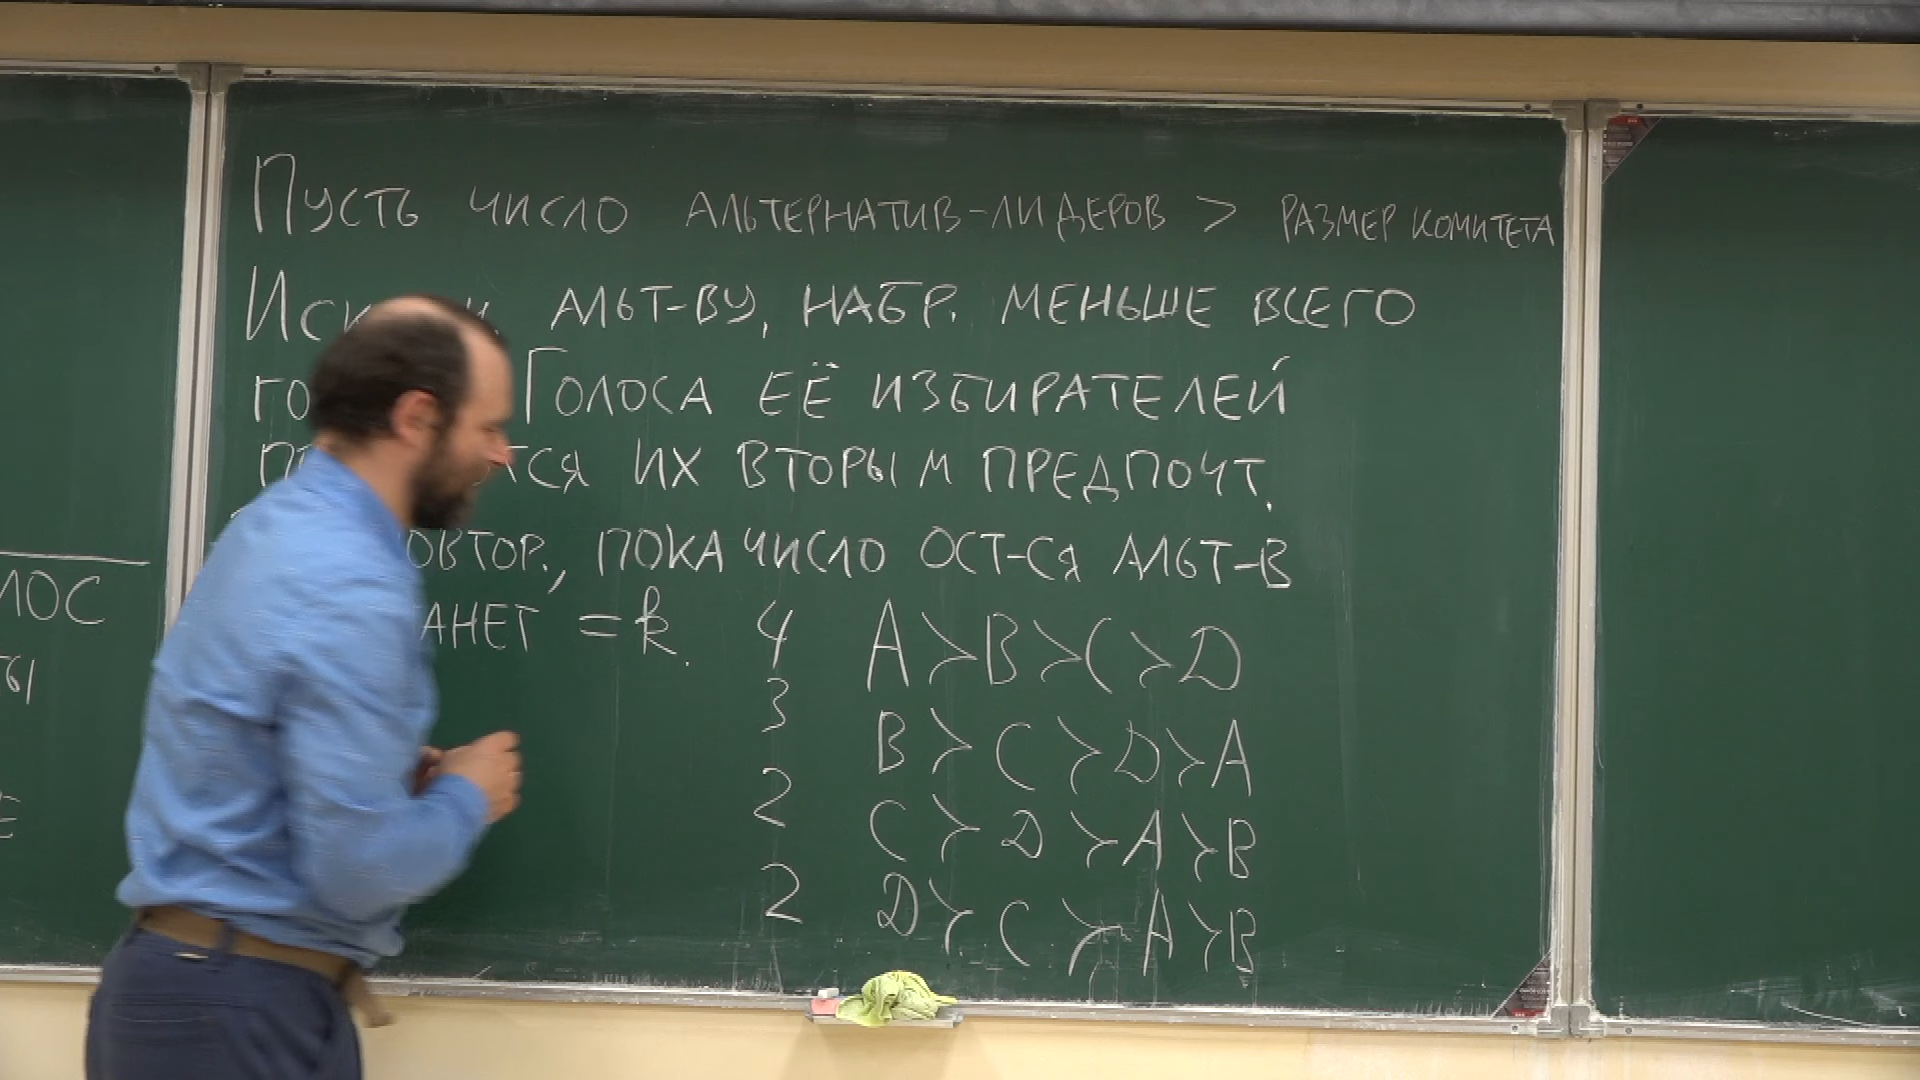 ПУСТЬ ЧИСЛО АЛЬТЕРНАТИВ-ЛИДЕРОВ > РАЗМЕР КОМИТЕТА
АЛЬТ-ВУ, НАБР. МЕНЬШЕ ВСЕГО
ГОЛОСА ЕЁ ИЗБИРАТЕЛЕЙ
ИХ ВТОРЫМ ПРЕДПОЧТ.
ПОКА ЧИСЛО ОСТ-СЯ АЛЬТ-В
= k.
4 A ≻ B ≻ C ≻ D
3 B ≻ C ≻ D ≻ A
2 C ≻ D ≻ A ≻ B
2 D ≻ C ≻ A ≻ B